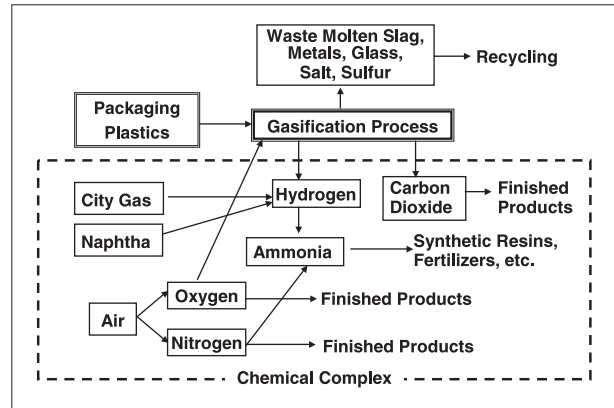 Waste Molten Slag,
Metals, Glass,
Salt, Sulfur
Recycling
Packaging
Plastics
Gasification Process
City Gas
Hydrogen
Carbon
Dioxide
Finished
Products
Naphtha
Ammonia
Synthetic Resins,
Fertilizers, etc.
Oxygen
Finished Products
Air
Nitrogen
Finished Products
Chemical Complex